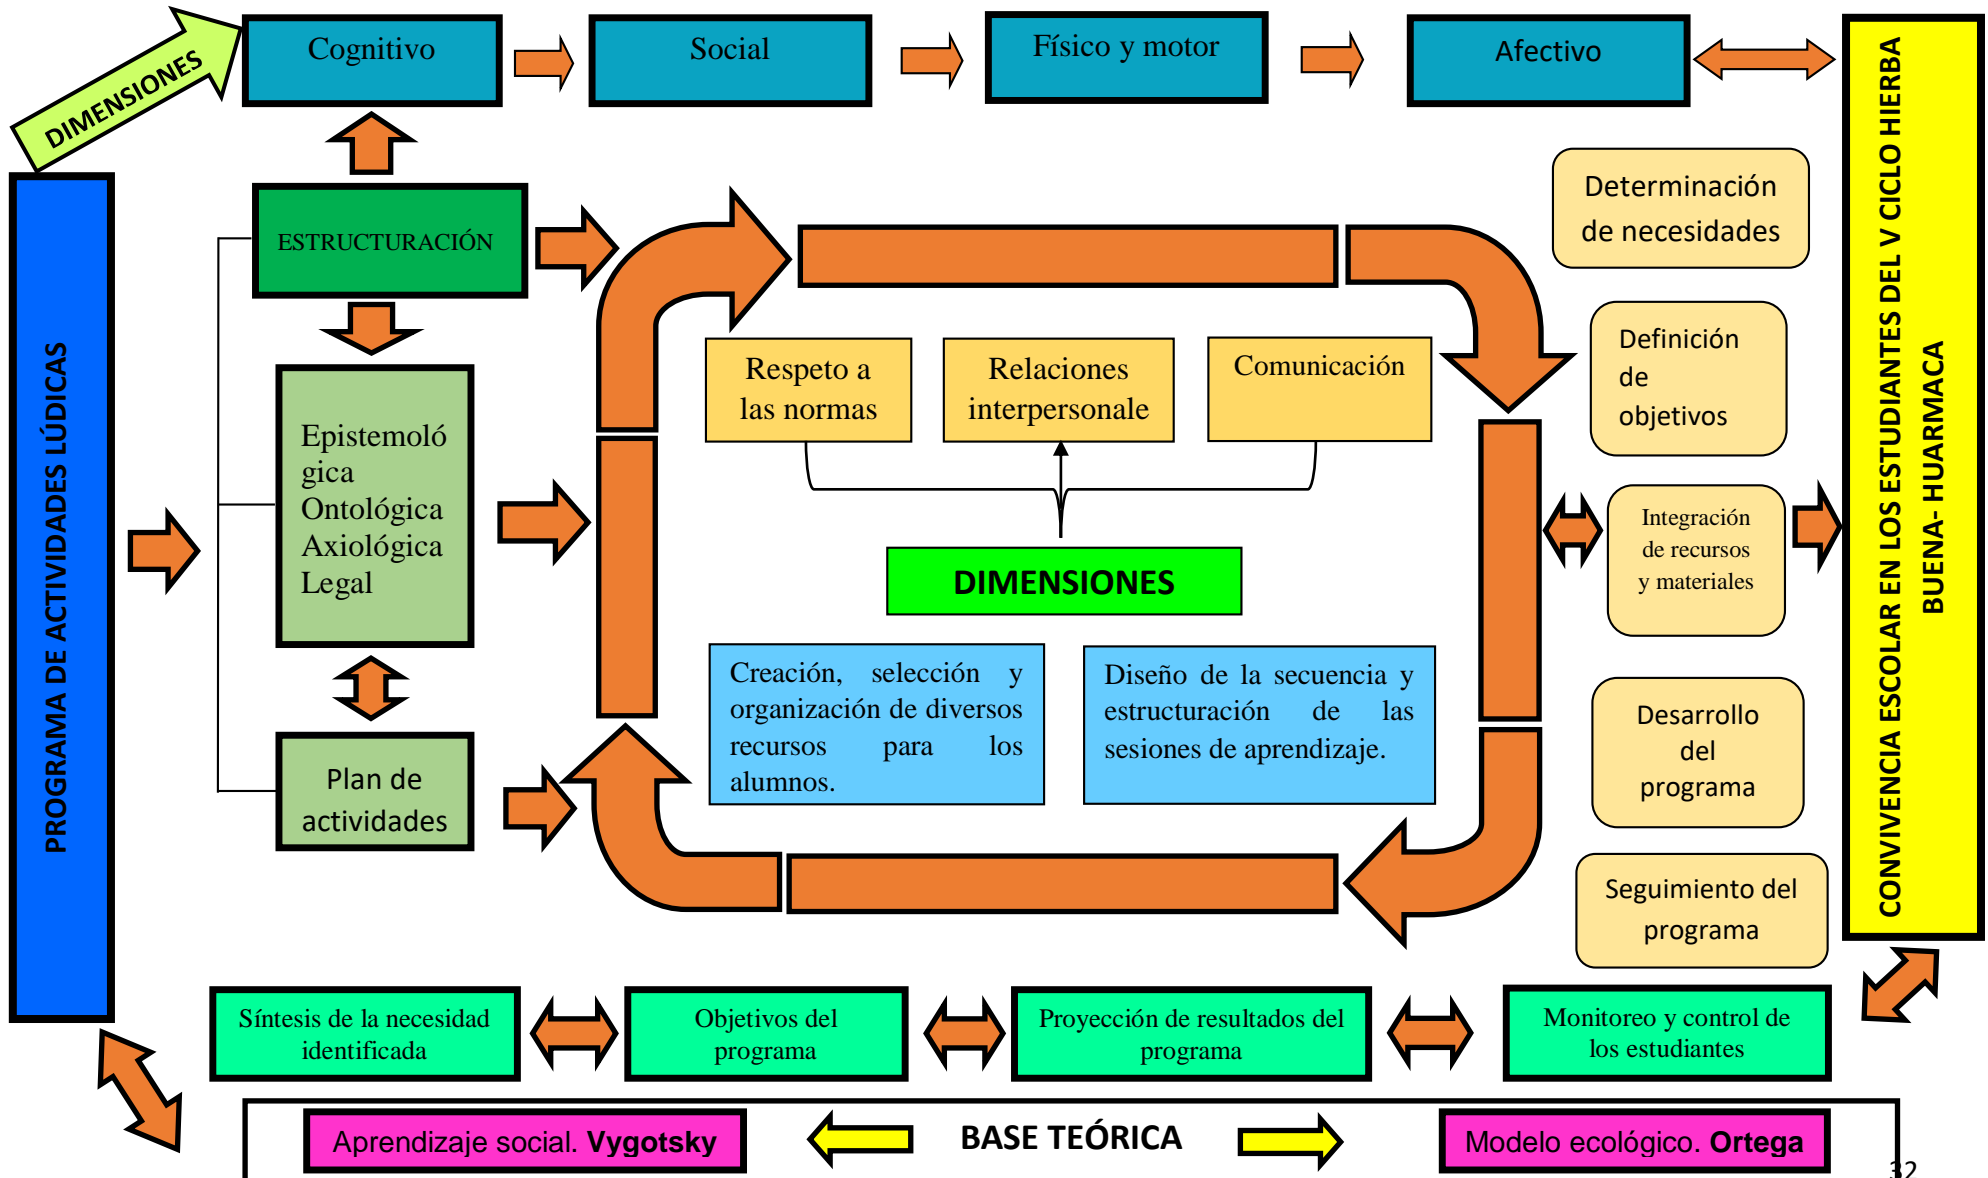 DIMENSIONES
Cognitivo
Social
Físico y motor
Afectivo
PROGRAMA DE ACTIVIDADES LÚDICAS
ESTRUCTURACIÓN
Epistemoló
gica
Ontológica
Axiológica
Legal
Plan de
actividades
Respeto a
las normas
Relaciones
interpersonale
Comunicación
DIMENSIONES
Creación, selección y
organización de diversos
recursos para los
alumnos.
Diseño de la secuencia y
estructuración de las
sesiones de aprendizaje.
Determinación
de necesidades
Definición
de
objetivos
Integración
de recursos
y materiales
Desarrollo
del
programa
Seguimiento del
programa
CONVIVENCIA ESCOLAR EN LOS ESTUDIANTES DEL V CICLO HIERBA
BUENA- HUARMACA
Síntesis de la necesidad
identificada
Objetivos del
programa
Proyección de resultados del
programa
Monitoreo y control de
los estudiantes
Aprendizaje social. Vygotsky
BASE TEÓRICA
Modelo ecológico. Ortega
32